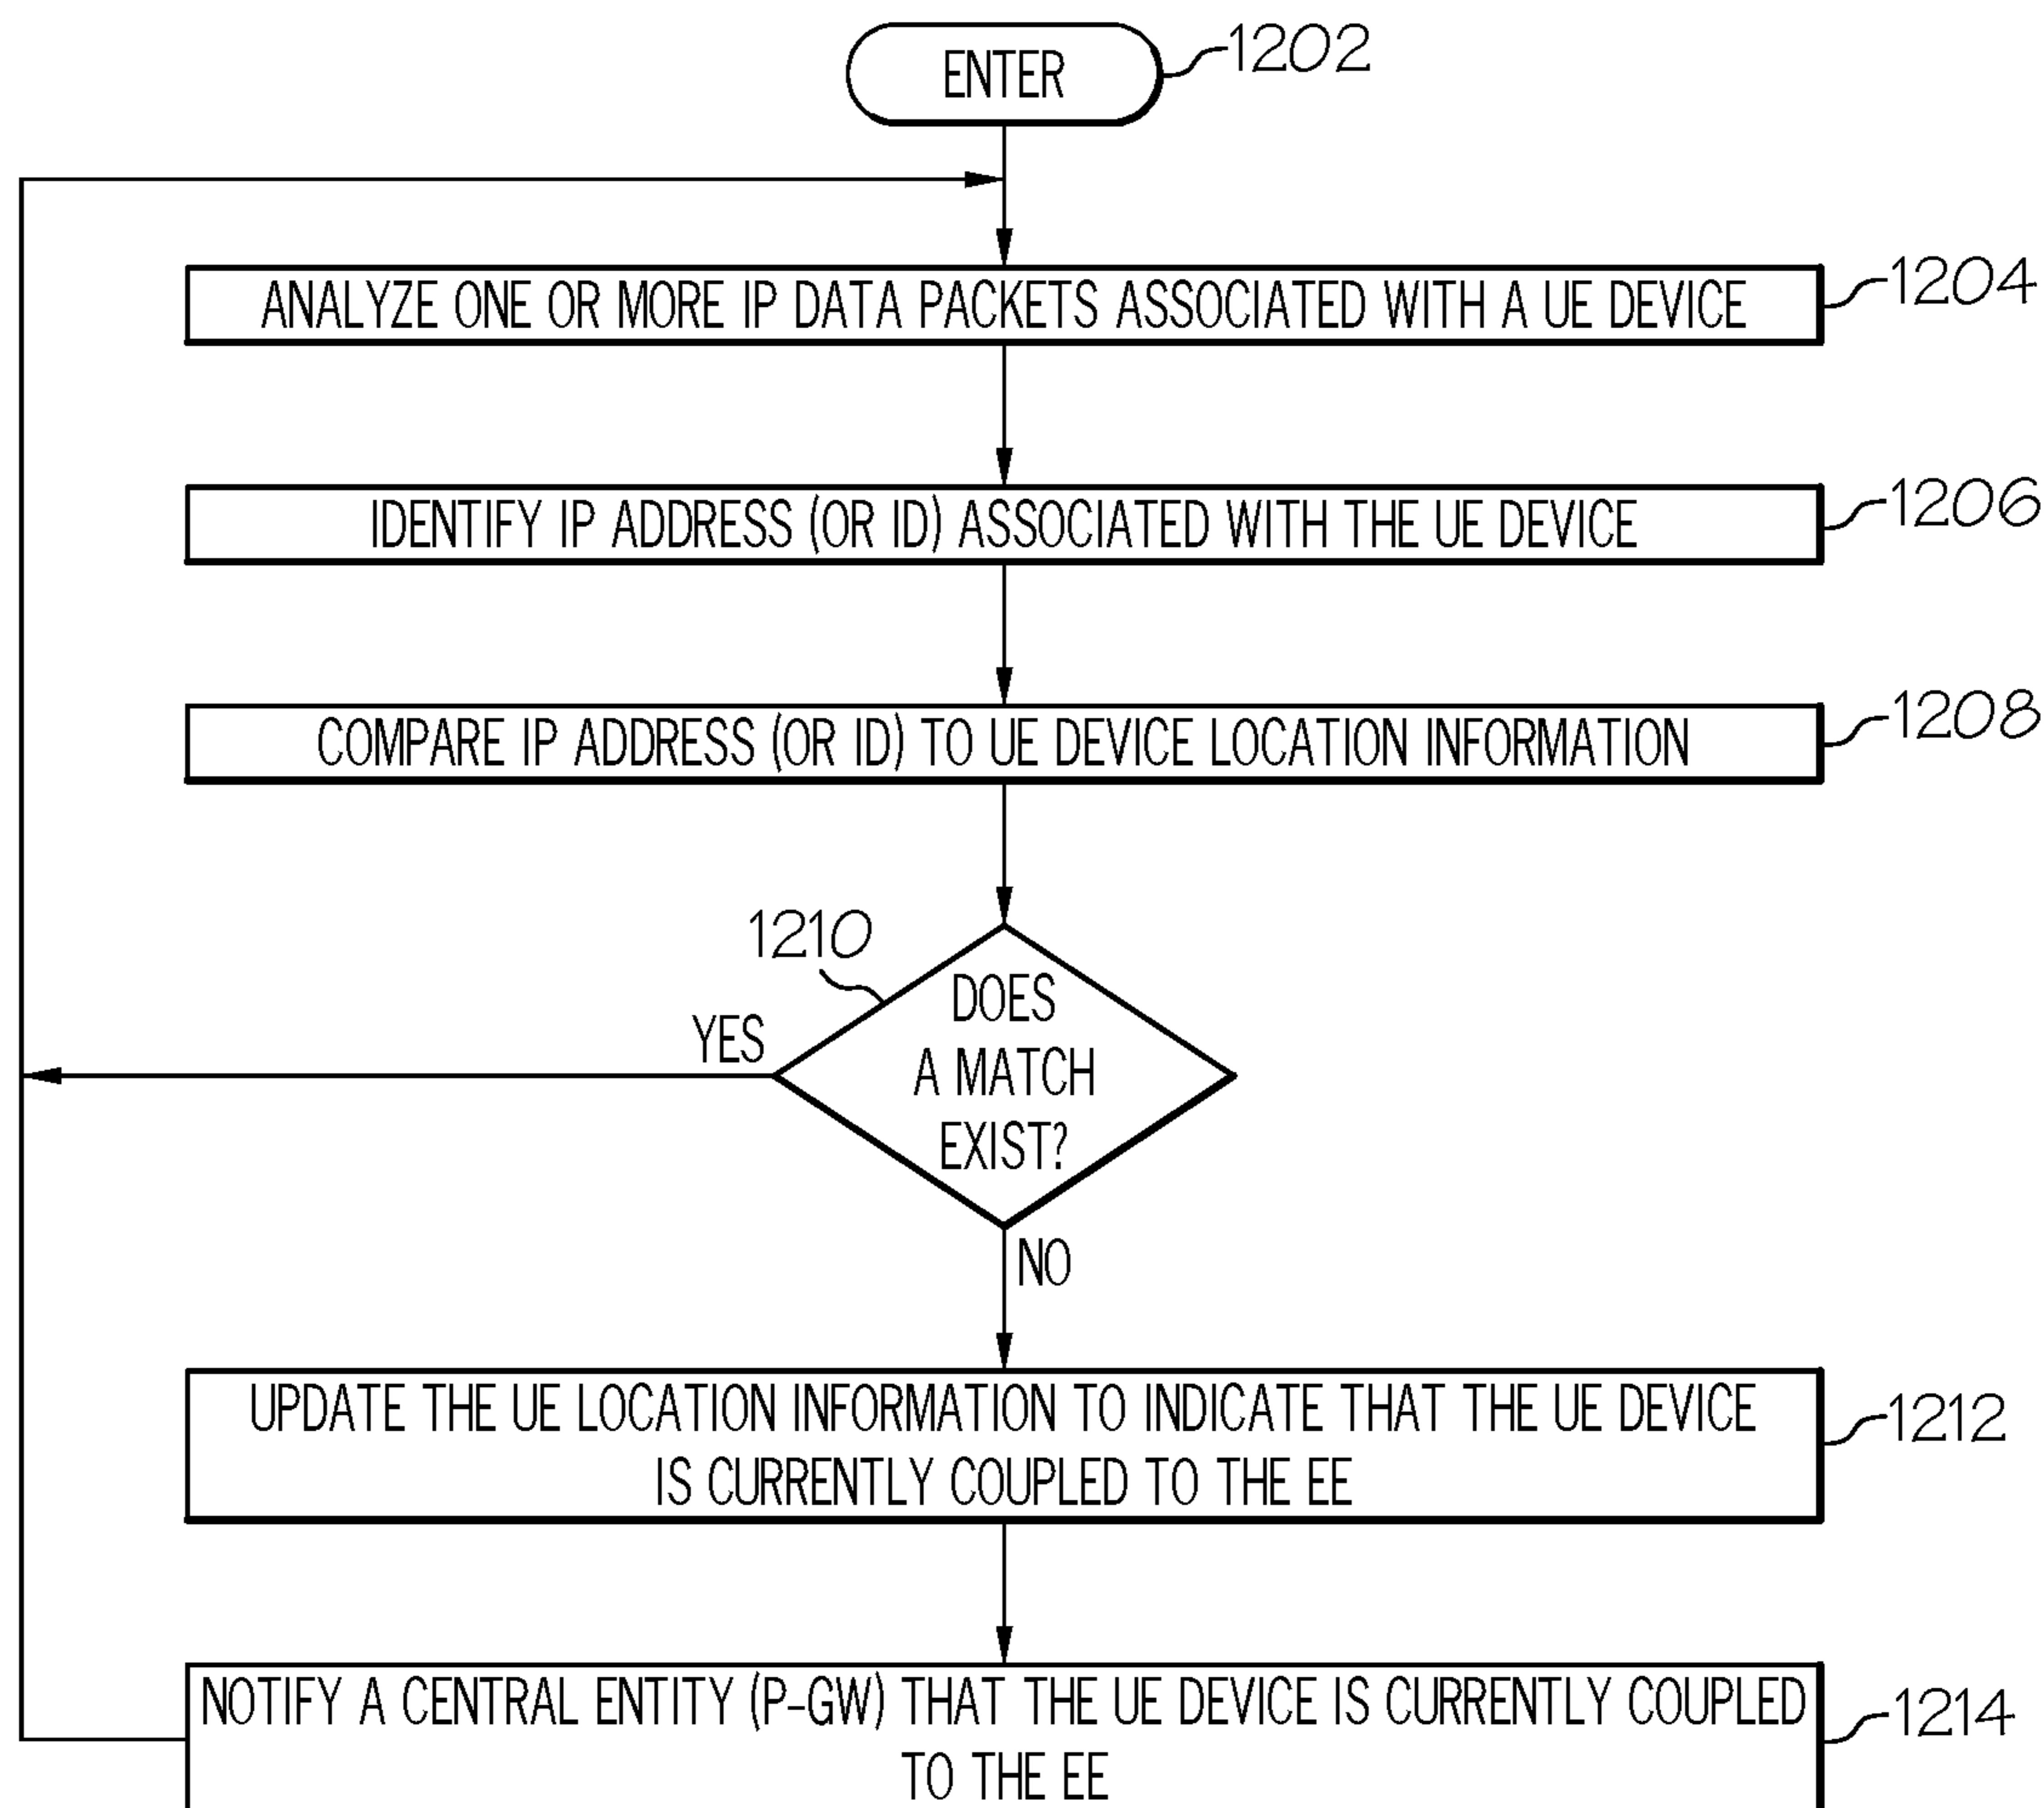 ENTER
1202
ANALYZE ONE OR MORE IP DATA PACKETS ASSOCIATED WITH A UE DEVICE
1204
IDENTIFY IP ADDRESS (OR ID) ASSOCIATED WITH THE UE DEVICE
1206
COMPARE IP ADDRESS (OR ID) TO UE DEVICE LOCATION INFORMATION
1208
1210
DOES
A MATCH
EXIST?
YES
NO
UPDATE THE UE LOCATION INFORMATION TO INDICATE THAT THE UE DEVICE
IS CURRENTLY COUPLED TO THE EE
1212
NOTIFY A CENTRAL ENTITY (P-GW) THAT THE UE DEVICE IS CURRENTLY COUPLED
TO THE EE
1214